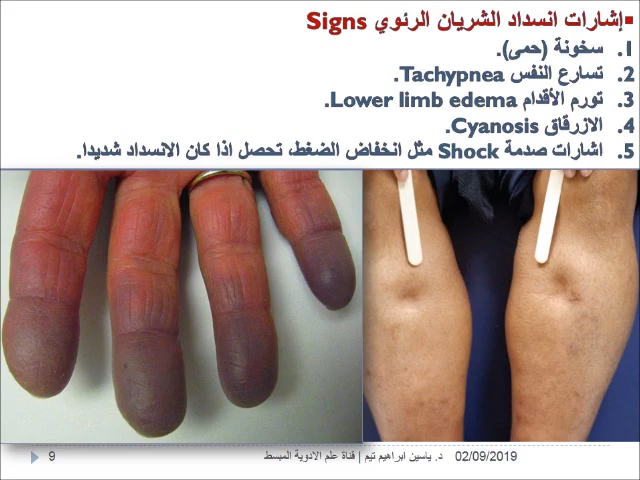 إشارات انسداد الشريان الرئوي Signs
1. سخونة (حمى).
2. تسارع النفس Tachypnea.
3. تورم الأقدام Lower limb edema.
4. الازرقاق Cyanosis.
5. اشارات صدمة Shock مثل انخفاض الضغط، تحصل اذا كان الانسداد شديدا.
9 د. ياسين ابراهيم تيم | قناة علم الادوية المبسط 02/09/2019